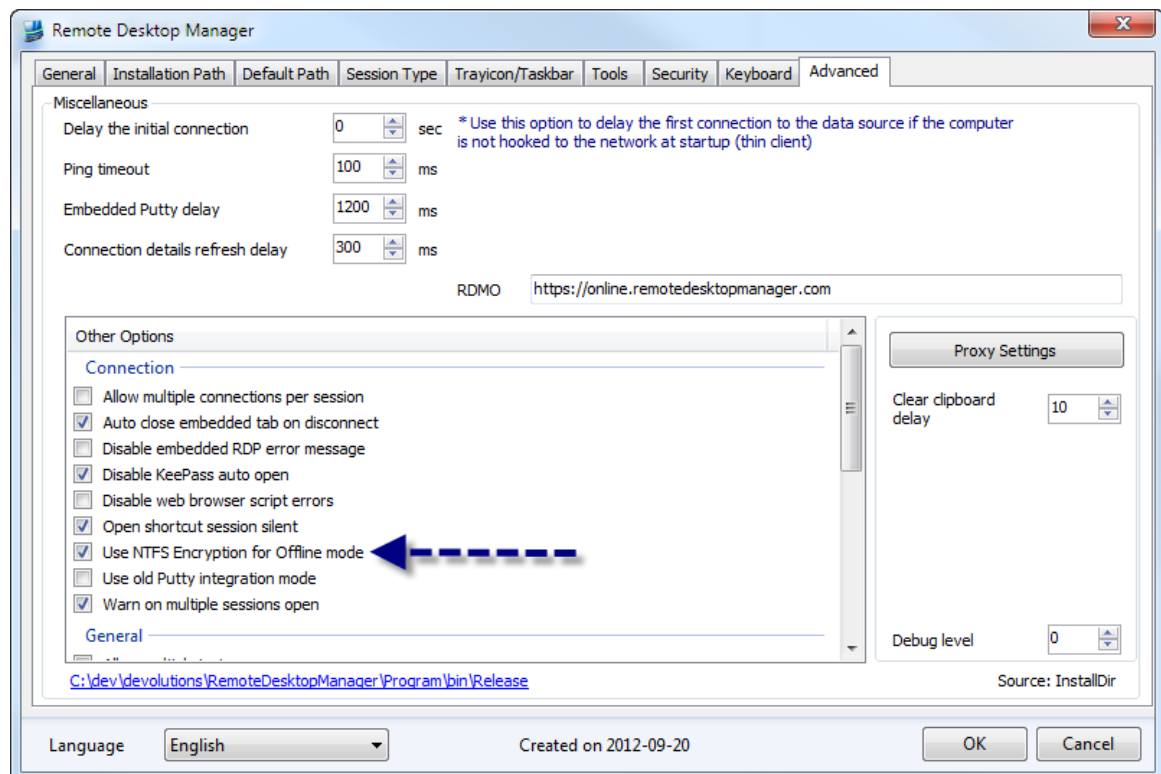 Remote Desktop Manager
General Installation Path Default Path Session Type Trayicon/Taskbar Tools Security Keyboard Advanced
Miscellaneous
Delay the initial connection 0 sec * Use this option to delay the first connection to the data source if the computer
is not hooked to the network at startup (thin client)
Ping timeout 100 ms
Embedded Putty delay 1200 ms
Connection details refresh delay 300 ms
RDMO https://online.remotedesktopmanager.com
Other Options
Connection
Allow multiple connections per session
Auto close embedded tab on disconnect
Disable embedded RDP error message
Disable KeePass auto open
Disable web browser script errors
Open shortcut session silent
Use NTFS Encryption for Offline mode
Use old Putty integration mode
Warn on multiple sessions open
General
Proxy Settings
Clear clipboard
delay 10
Debug level 0
C:\dev\devolutions\RemoteDesktopManager\Program\bin\Release Source: InstallDir
Language English Created on 2012-09-20 OK Cancel